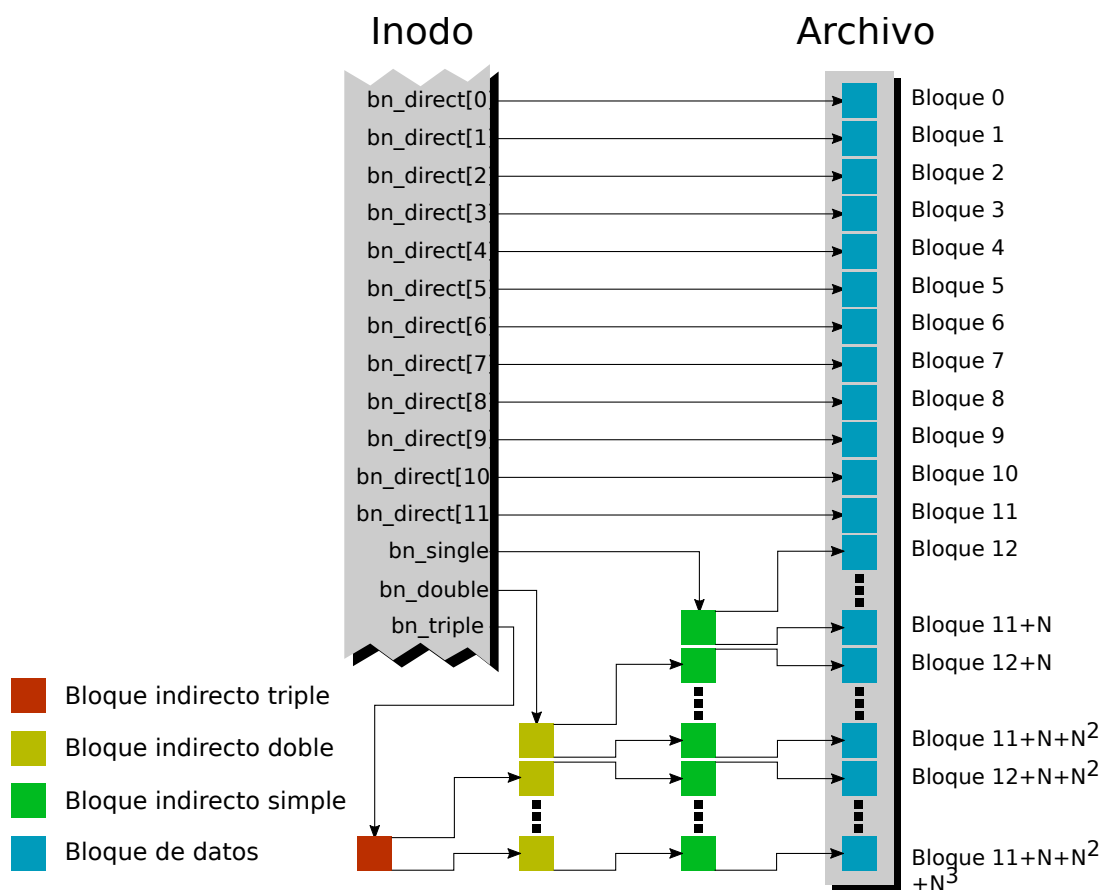 Inodo
Archivo
bn_direct[0]
Bloque 0
bn_direct[1]
Bloque 1
bn_direct[2]
Bloque 2
bn_direct[3]
Bloque 3
bn_direct[4]
Bloque 4
bn_direct[5]
Bloque 5
bn_direct[6]
Bloque 6
bn_direct[7]
Bloque 7
bn_direct[8]
Bloque 8
bn_direct[9]
Bloque 9
bn_direct[10
Bloque 10
bn_direct[11
Bloque 11
bn_single
Bloque 12
bn_double
bn_triple
Bloque 11+N
Bloque 12+N
Bloque indirecto triple
Bloque indirecto doble
Bloque indirecto simple
Bloque de datos
Bloque 11+N+N²
Bloque 12+N+N²
Bloque 11+N+N²
+N³